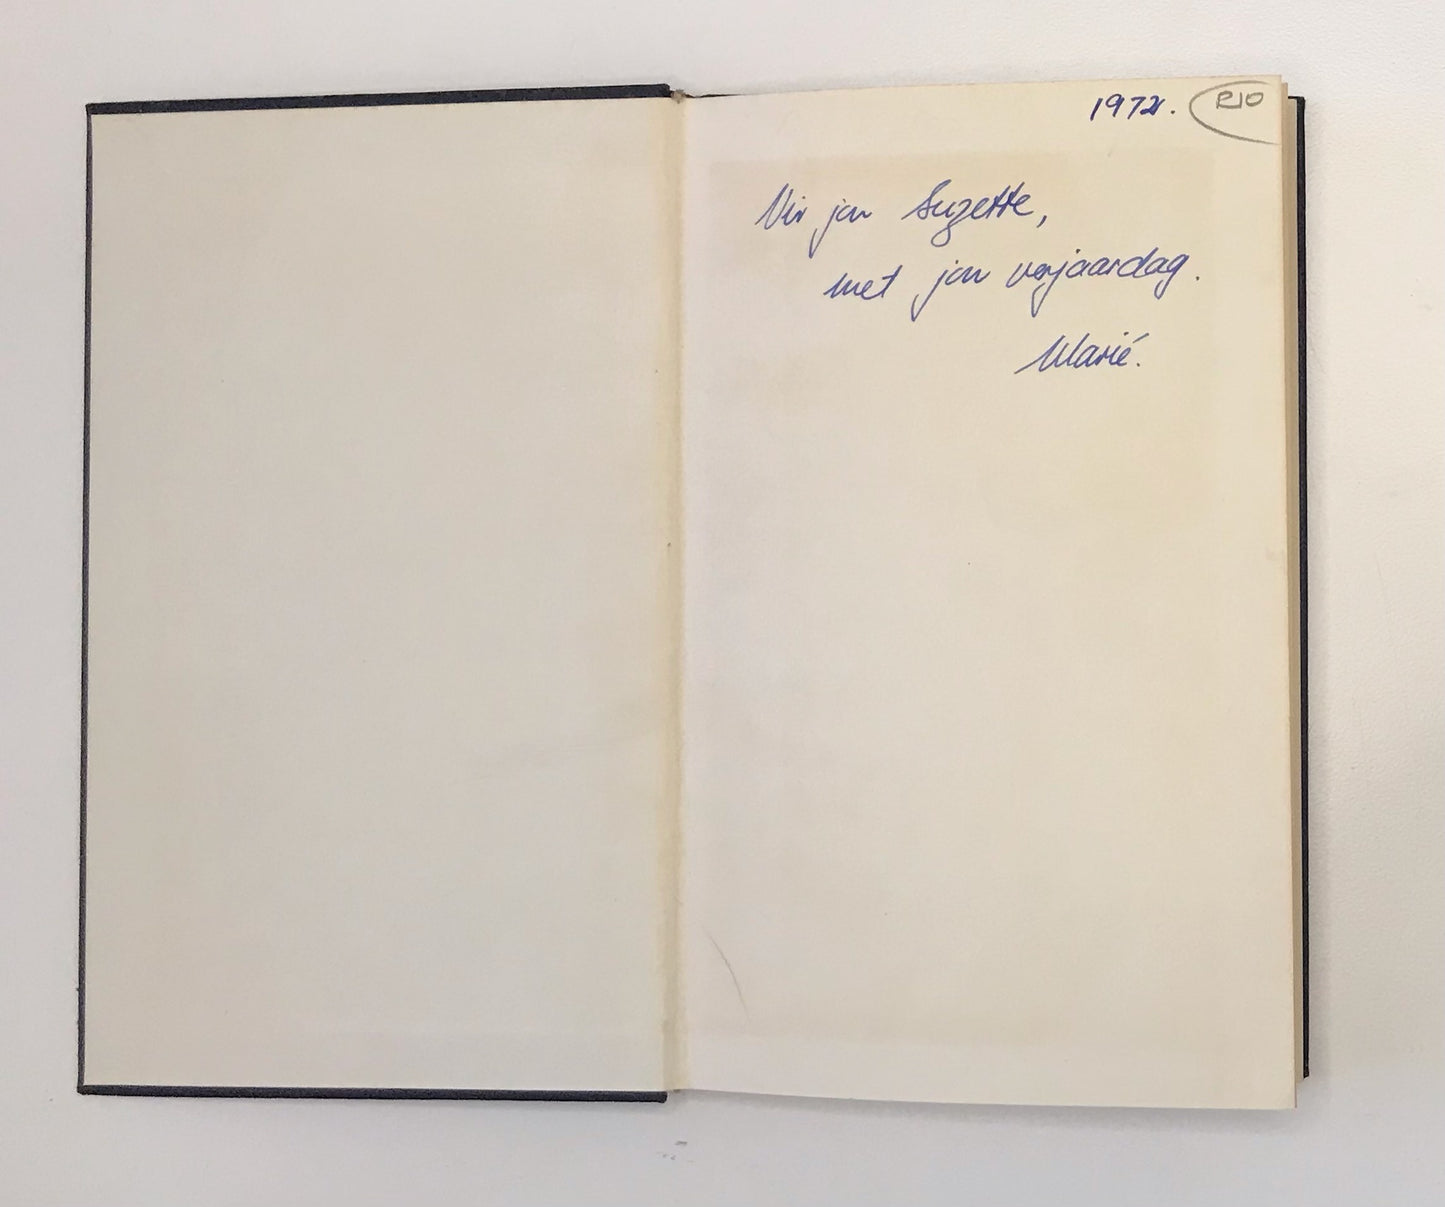 1972. R10
Vir jou Suzette,
met jou verjaardag.
Marié.